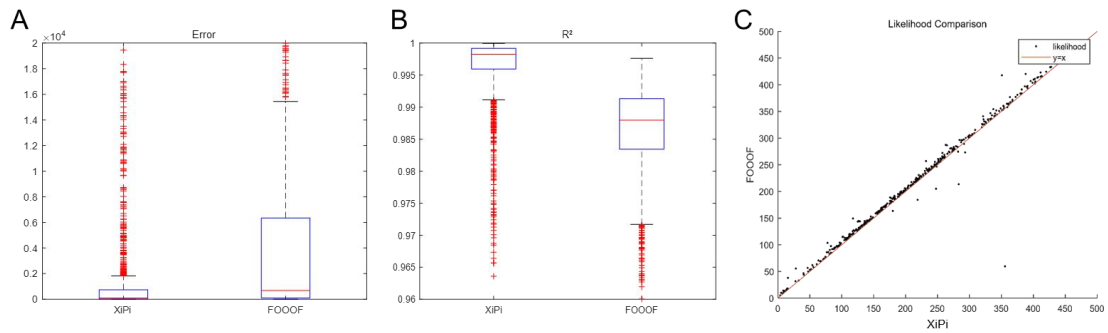 A
Error
2 ×10⁴
1.8
1.6
1.4
1.2
1
0.8
0.6
0.4
0.2
0
XiPi
FOOOF
B
R²
1
0.995
0.99
0.985
0.98
0.975
0.97
0.965
0.96
XiPi
FOOOF
C
Likelihood Comparison
likelihood
y=x
FOOOF
500
450
400
350
300
250
200
150
100
50
0
0 50 100 150 200 250 300 350 400 450 500
XiPi